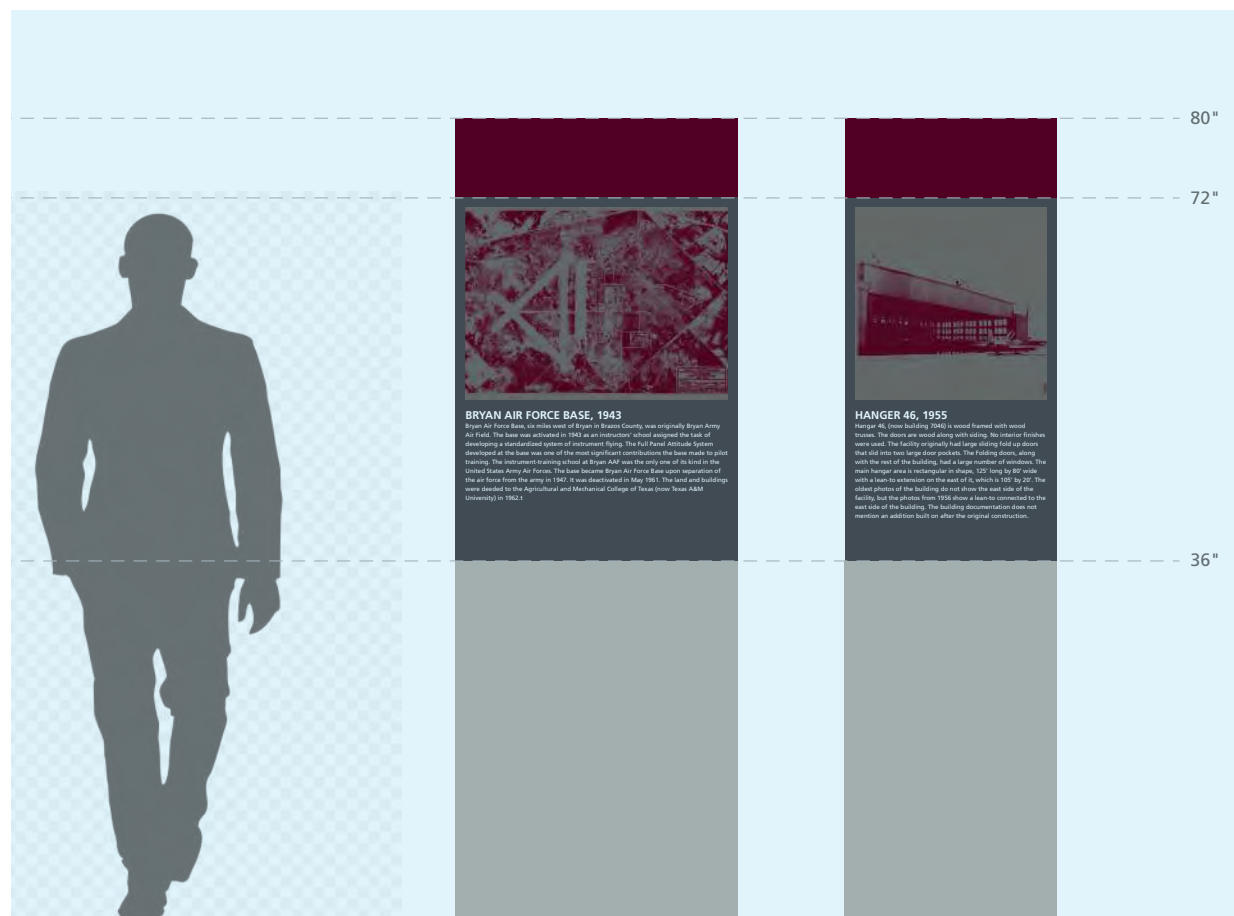 80"
72"
BRYAN AIR FORCE BASE, 1943
Bryan Air Force Base, six miles west of Bryan in Brazos County, was originally Bryan Army
Air Field. The base was activated in 1943 as an instructors' school assigned the task of
developing a standardized system of instrument flying. The Full Panel Attitude System
developed at the base was one of the most significant contributions the base made to pilot
training. The instrument-training school at Bryan AAF was the only one of its kind in the
United States Army Air Forces. The base became Bryan Air Force Base upon separation of
the air force from the army in 1947. It was deactivated in May 1961. The land and buildings
were deeded to the Agricultural and Mechanical College of Texas (now Texas A&M
University) in 1962.t
HANGER 46, 1955
Hangar 46, (now building 7046) is wood framed with wood
trusses. The doors are wood along with siding. No interior finishes
were used. The facility originally had large sliding fold up doors
that slid into two large door pockets. The Folding doors, along
with the rest of the building, had a large number of windows. The
main hangar area is rectangular in shape, 125' long by 80' wide
with a lean-to extension on the east of it, which is 105' by 20'. The
oldest photos of the building do not show the east side of the
facility, but the photos from 1956 show a lean-to connected to the
east side of the building. The building documentation does not
mention an addition built on after the original construction.
36"